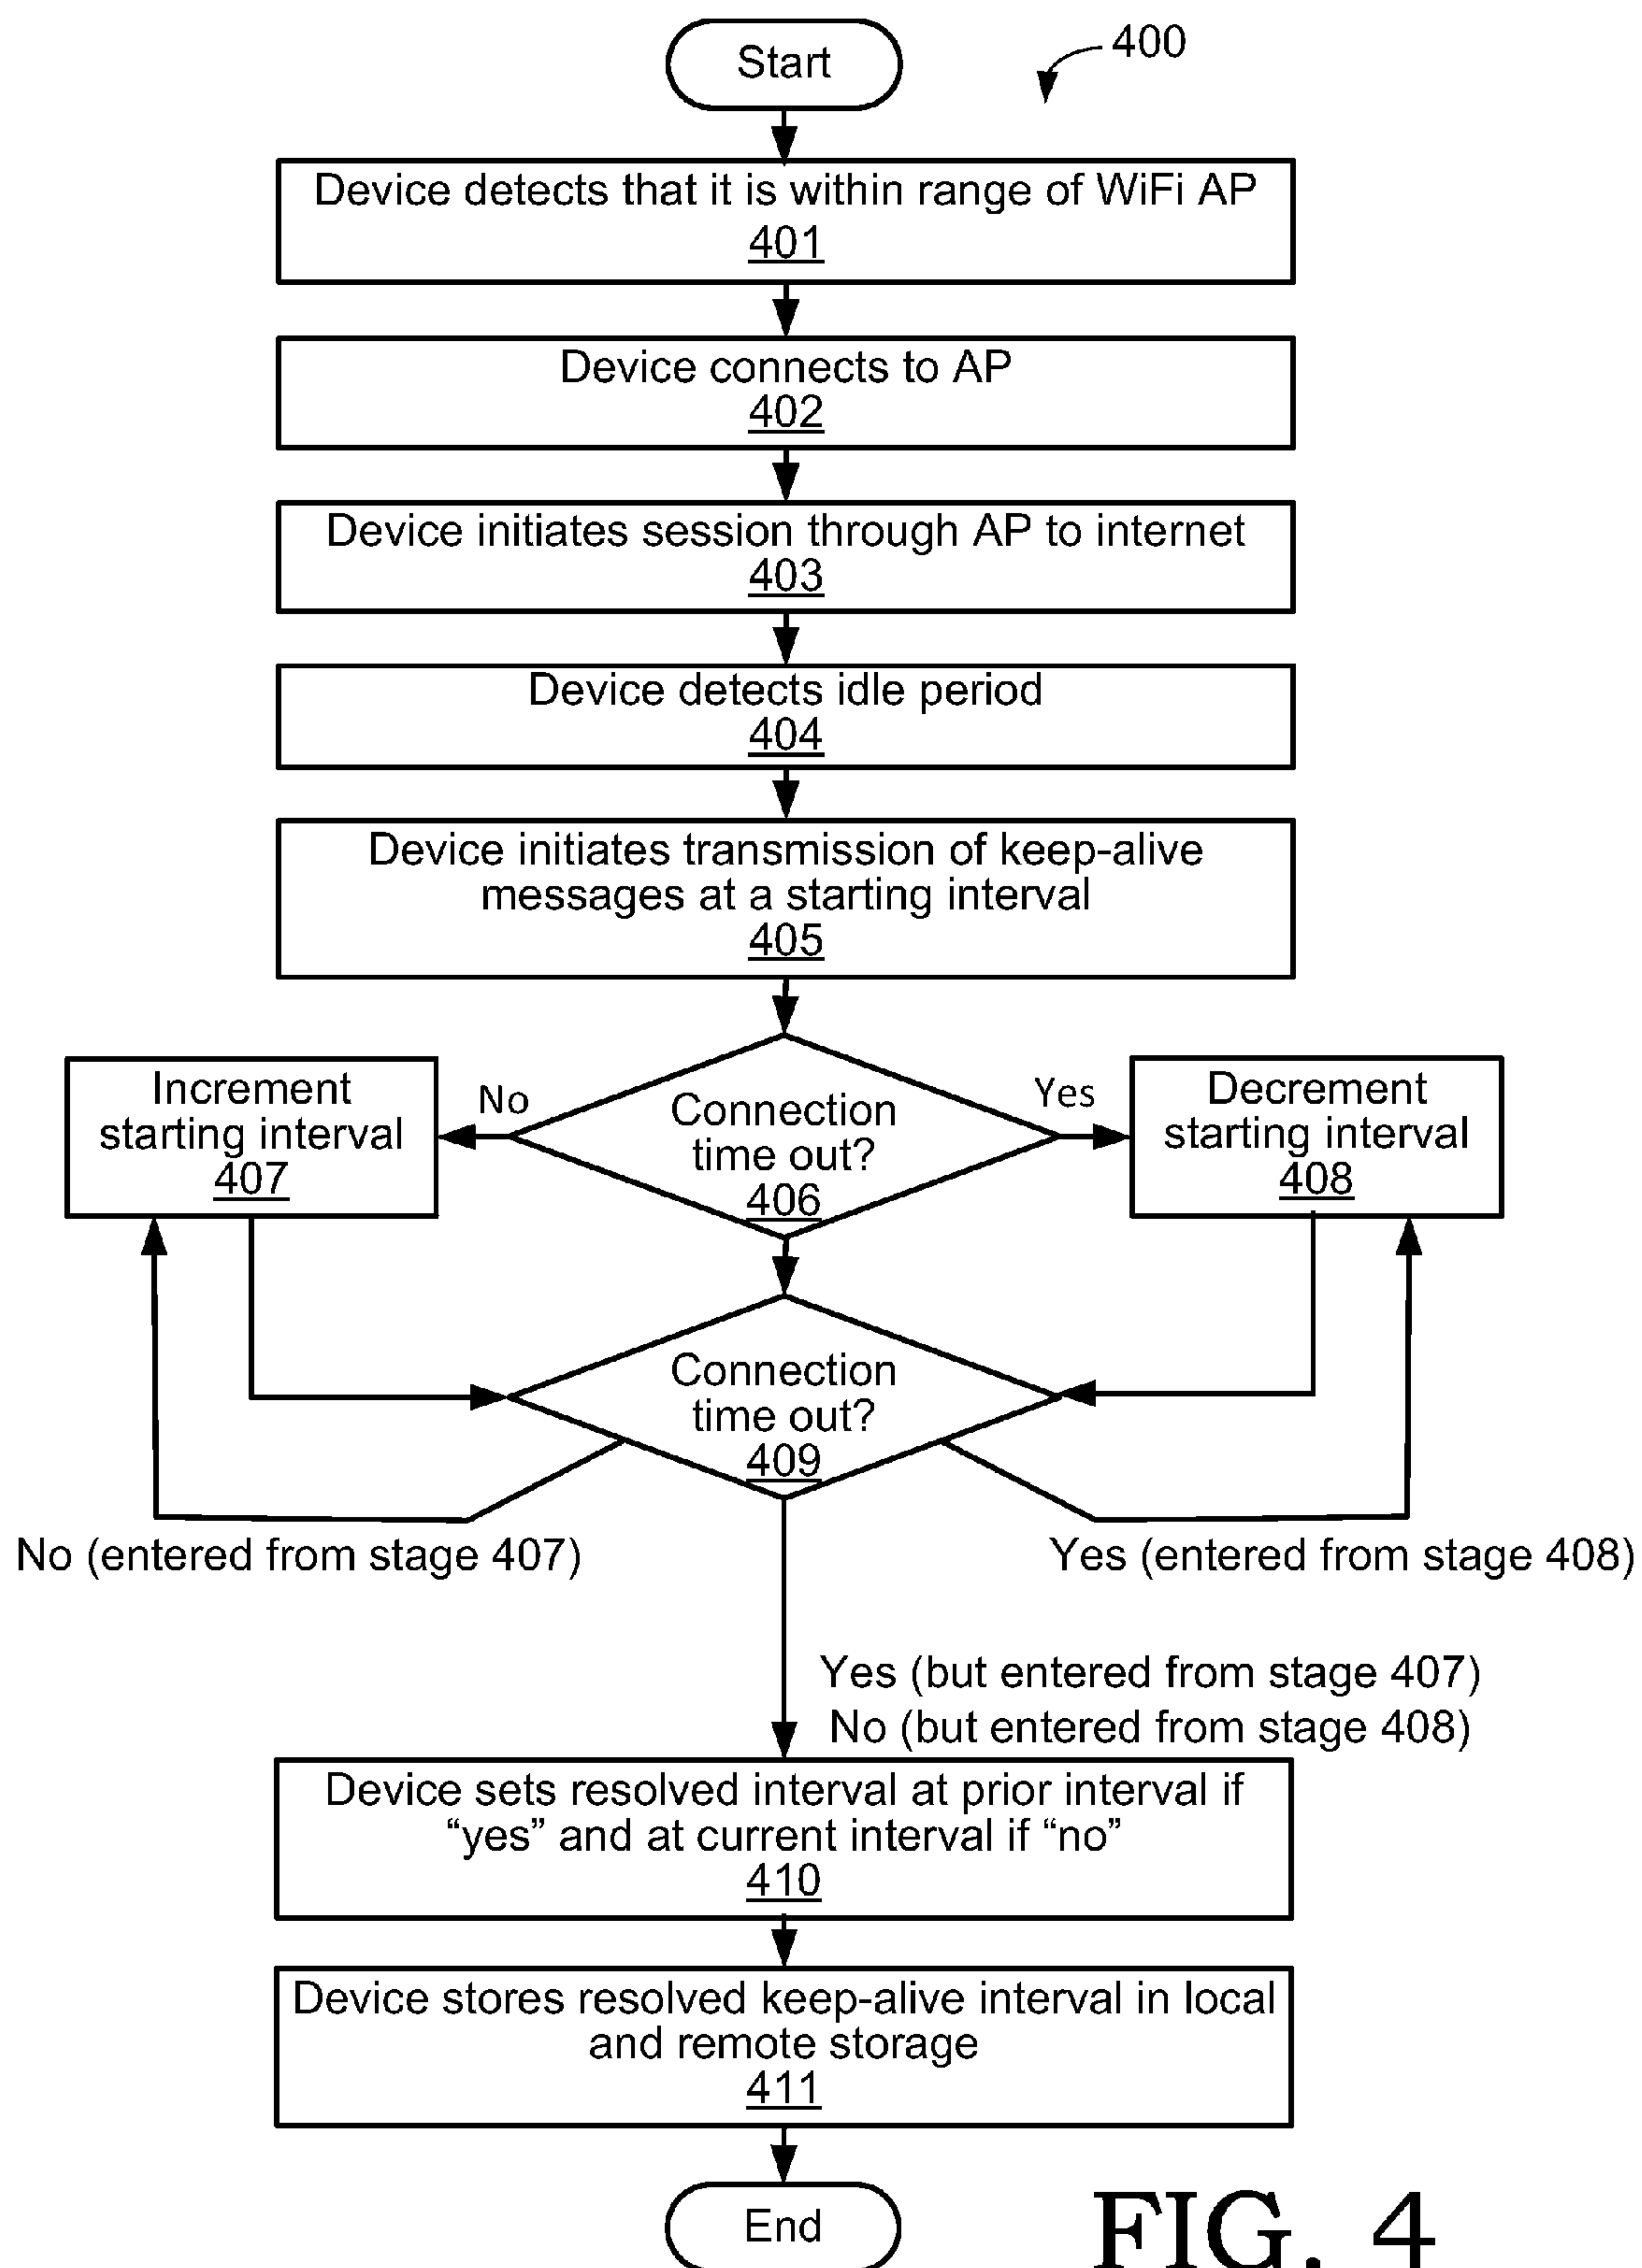 Start
400
Device detects that it is within range of WiFi AP
401
Device connects to AP
402
Device initiates session through AP to internet
403
Device detects idle period
404
Device initiates transmission of keep-alive
messages at a starting interval
405
Increment
starting interval
407
No
Connection
time out?
406
Yes
Decrement
starting interval
408
Connection
time out?
409
No (entered from stage 407)
Yes (entered from stage 408)
Yes (but entered from stage 407)
No (but entered from stage 408)
Device sets resolved interval at prior interval if
“yes” and at current interval if “no”
410
Device stores resolved keep-alive interval in local
and remote storage
411
End
FIG. 4